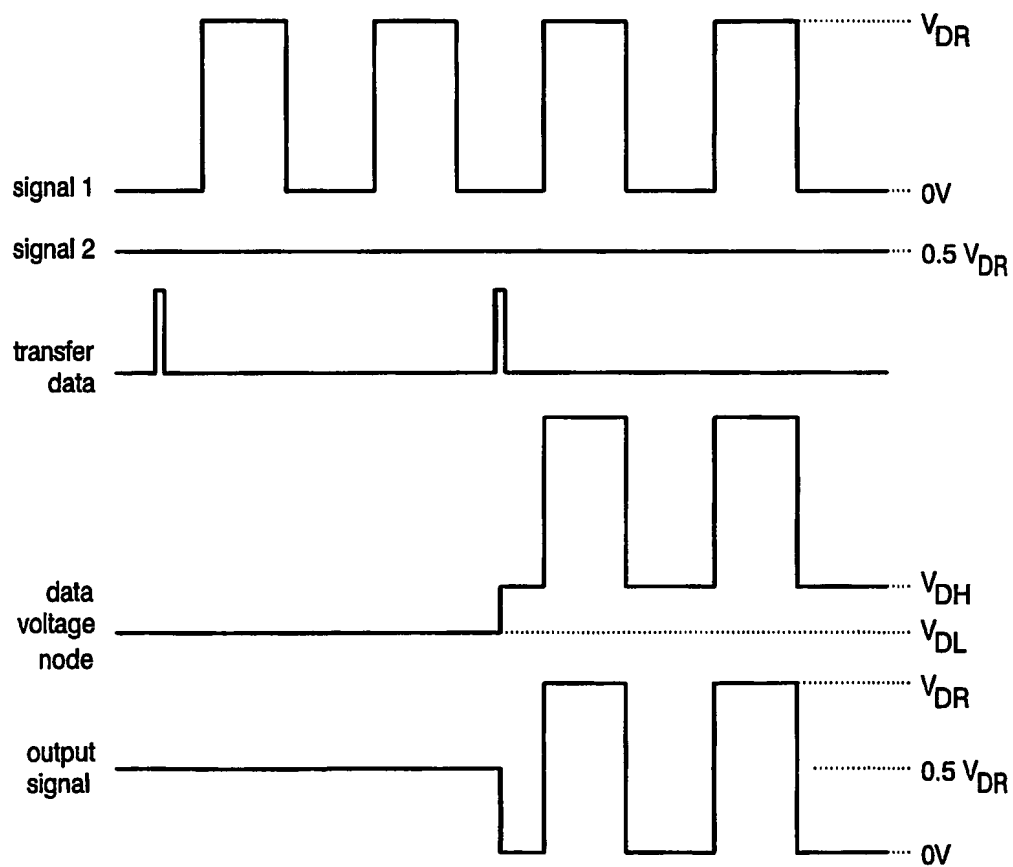 V_DR
signal 1
0V
signal 2
0.5 V_DR
transfer
data
data
voltage
node
V_DH
V_DL
V_DR
output
signal
0.5 V_DR
0V